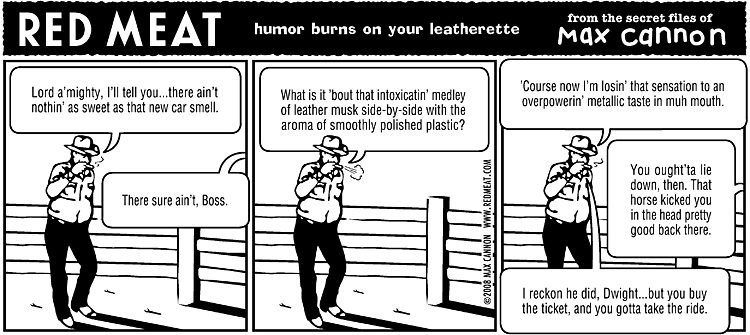 RED MEAT
humor burns on your leatherette
from the secret files of
Max Cannon
Lord a'mighty, I'll tell you...there ain't
nothin' as sweet as that new car smell.
There sure ain't, Boss.
What is it 'bout that intoxicatin' medley
of leather musk side-by-side with the
aroma of smoothly polished plastic?
©2008 MAX CANNON WWW.REDMEAT.COM
'Course now I'm losin' that sensation to an
overpowerin' metallic taste in muh mouth.
You ought'ta lie
down, then. That
horse kicked you
in the head pretty
good back there.
I reckon he did, Dwight...but you buy
the ticket, and you gotta take the ride.